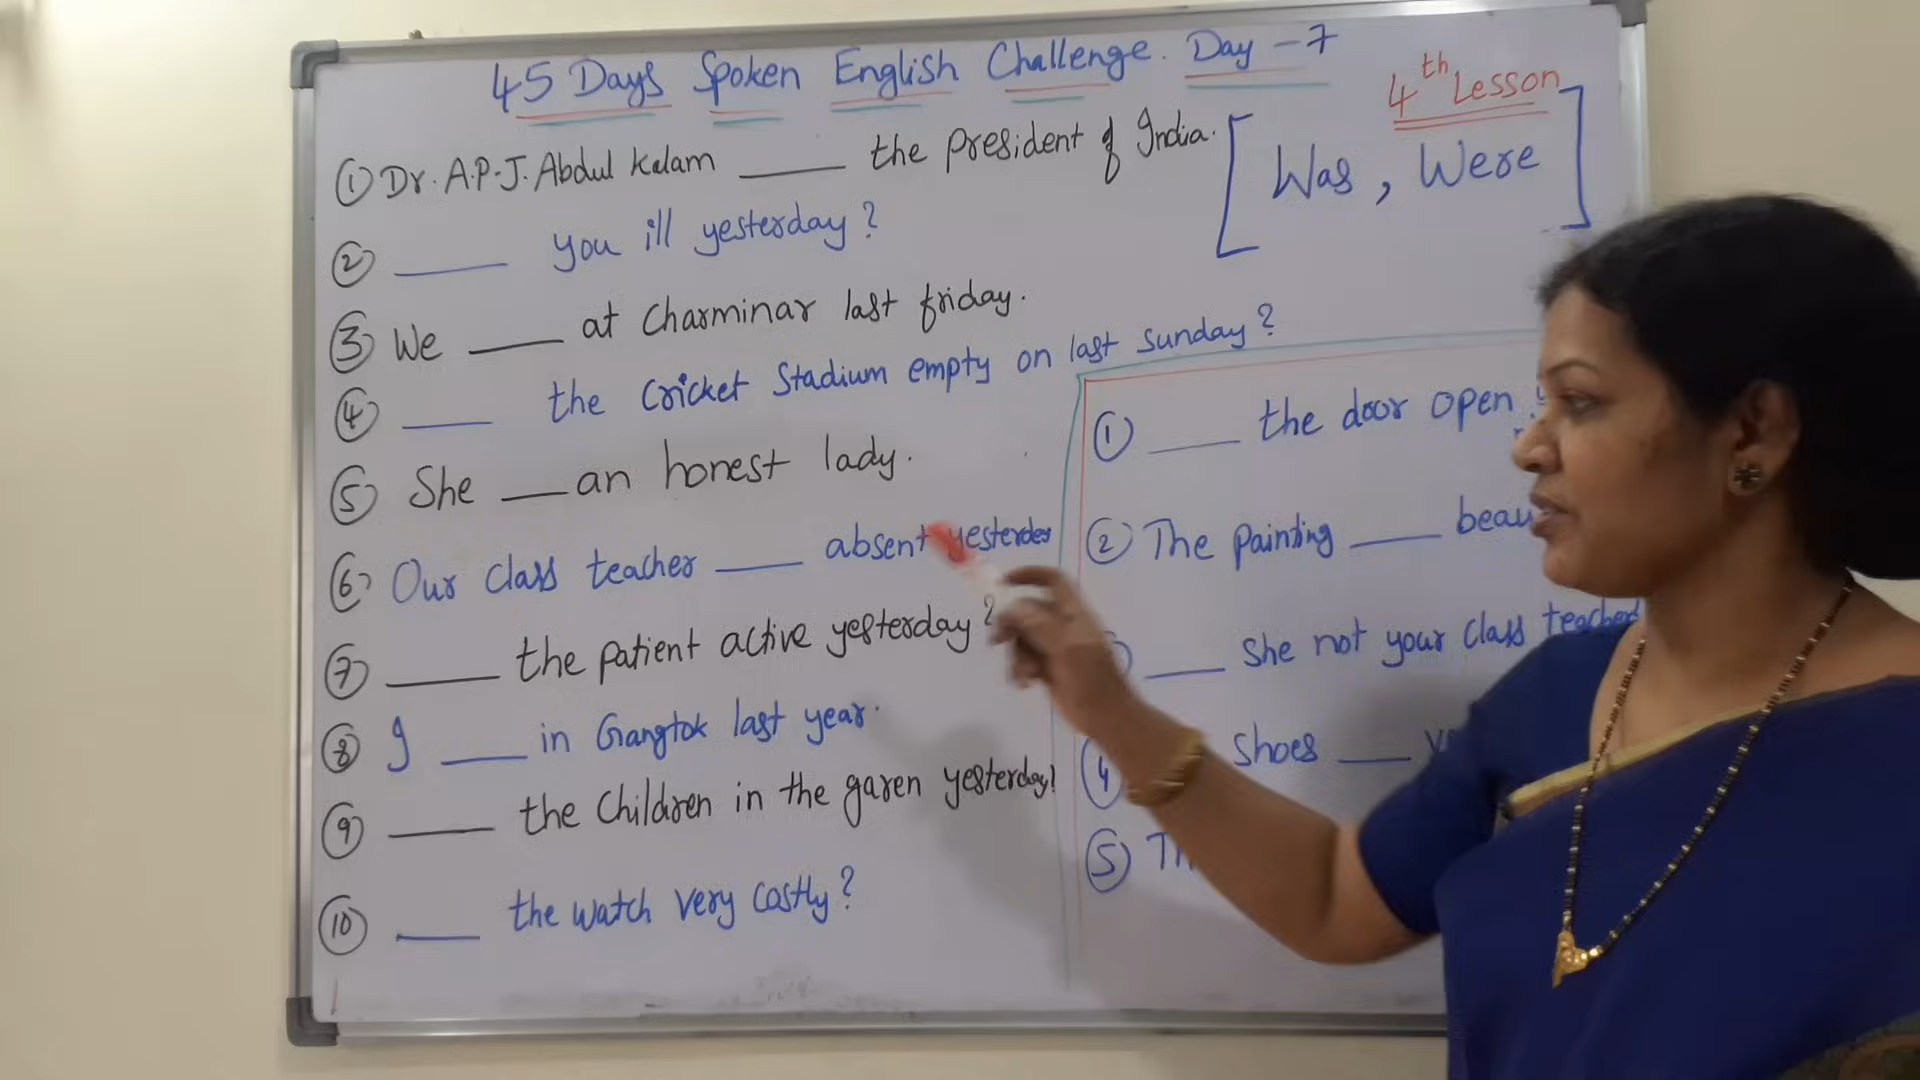 45 Days Spoken English Challenge. Day - 7
4th Lesson
[Was, Were]
① Dr. A.P.J. Abdul Kalam ____ the president of India.
② ____ you ill yesterday?
③ We ____ at Charminar last friday.
④ ____ the Cricket Stadium empty on last Sunday?
⑤ She ____ an honest lady.
⑥ Our class teacher ____ absent
⑦ ____ the patient active yesterday?
⑧ I ____ in Gangtok last year.
⑨ ____ the children in the garen yesterday?
⑩ ____ the watch very costly?
① ____ the door open
② The painting ____
____ she not your class teacher
④ shoes ____
⑤